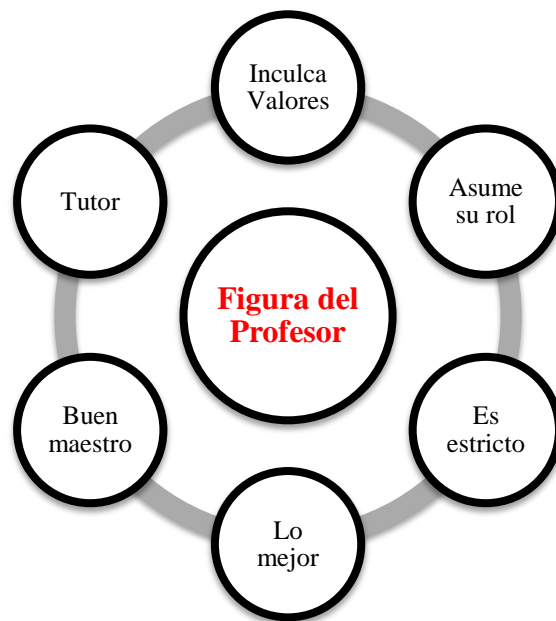 Inculca
Valores
Asume
su rol
Es
estricto
Lo
mejor
Buen
maestro
Tutor
Figura del
Profesor